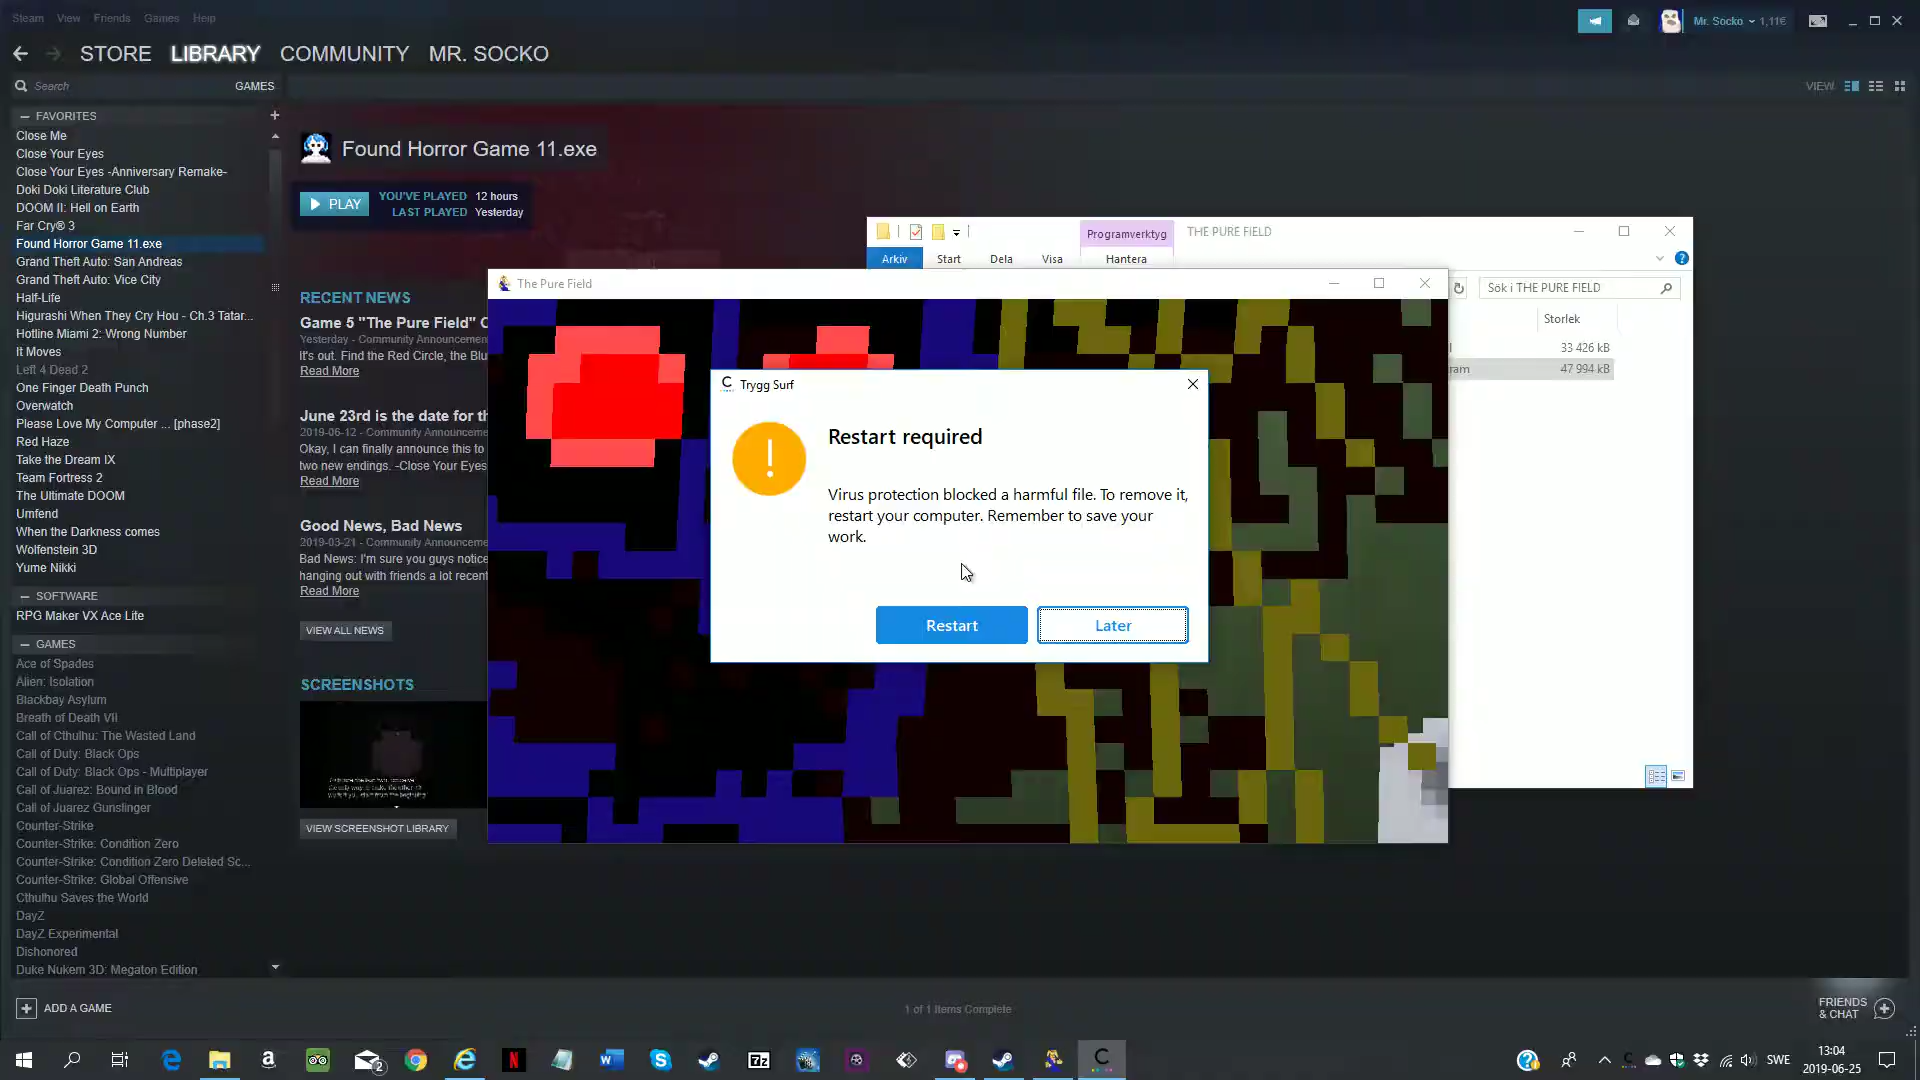 Steam View Friends Games Help
Mr. Socko 1,11€
STORE LIBRARY COMMUNITY MR. SOCKO
Search GAMES
VIEW
— FAVORITES +
Close Me
Close Your Eyes
Close Your Eyes -Anniversary Remake-
Doki Doki Literature Club
DOOM II: Hell on Earth
Far Cry® 3
Found Horror Game 11.exe
Grand Theft Auto: San Andreas
Grand Theft Auto: Vice City
Half-Life
Higurashi When They Cry Hou - Ch.3 Tatar...
Hotline Miami 2: Wrong Number
It Moves
Left 4 Dead 2
One Finger Death Punch
Overwatch
Please Love My Computer ... [phase2]
Red Haze
Take the Dream IX
Team Fortress 2
The Ultimate DOOM
Umfend
When the Darkness comes
Wolfenstein 3D
Yume Nikki
— SOFTWARE
RPG Maker VX Ace Lite
— GAMES
Ace of Spades
Alien: Isolation
Blackbay Asylum
Breath of Death VII
Call of Cthulhu: The Wasted Land
Call of Duty: Black Ops
Call of Duty: Black Ops - Multiplayer
Call of Juarez: Bound in Blood
Call of Juarez Gunslinger
Counter-Strike
Counter-Strike: Condition Zero
Counter-Strike: Condition Zero Deleted Sc...
Counter-Strike: Global Offensive
Cthulhu Saves the World
DayZ
DayZ Experimental
Dishonored
Duke Nukem 3D: Megaton Edition
+ ADD A GAME
Found Horror Game 11.exe
PLAY
YOU'VE PLAYED 12 hours
LAST PLAYED Yesterday
RECENT NEWS
Game 5 "The Pure Field" C
Yesterday - Community Announcemen
It's out. Find the Red Circle, the Blu
Read More
June 23rd is the date for th
2019-06-12 - Community Announceme
Okay, I can finally announce this to
two new endings. -Close Your Eyes
Read More
Good News, Bad News
2019-03-21 - Community Announceme
Bad News: I'm sure you guys notice
hanging out with friends a lot recent
Read More
VIEW ALL NEWS
SCREENSHOTS
VIEW SCREENSHOT LIBRARY
Programverktyg THE PURE FIELD
Arkiv Start Dela Visa Hantera
Sök i THE PURE FIELD
Storlek
33 426 kB
ram 47 994 kB
The Pure Field
C Trygg Surf
!
Restart required
Virus protection blocked a harmful file. To remove it,
restart your computer. Remember to save your
work.
Restart Later
1 of 1 Items Complete
FRIENDS
& CHAT
SWE
13:04
2019-06-25